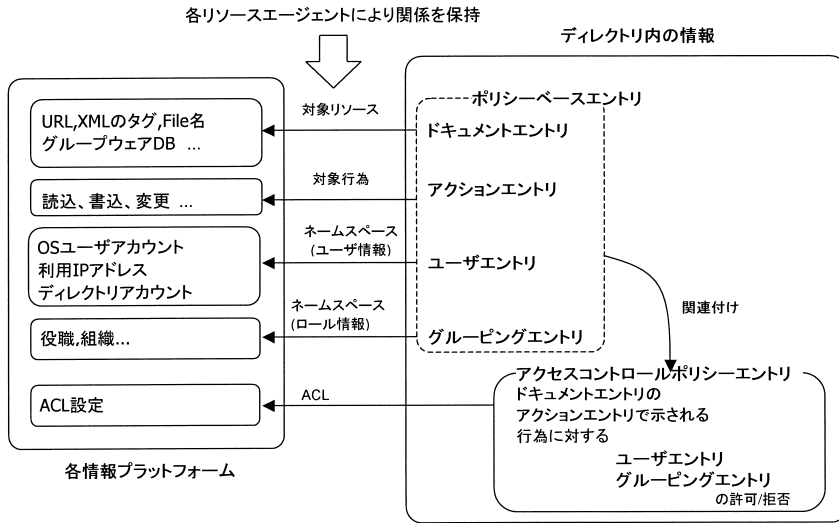 各リソースエージェントにより関係を保持
ディレクトリ内の情報
ポリシーベースエントリ
URL,XMLのタグ,File名
グループウェアDB ...
対象リソース
ドキュメントエントリ
読込、書込、変更 ...
対象行為
アクションエントリ
OSユーザアカウント
利用IPアドレス
ディレクトリアカウント
ネームスペース
(ユーザ情報)
ユーザエントリ
役職,組織...
ネームスペース
(ロール情報)
グルーピングエントリ
関連付け
ACL設定
ACL
アクセスコントロールポリシーエントリ
ドキュメントエントリの
アクションエントリで示される
行為に対する
ユーザエントリ
グルーピングエントリ
の許可/拒否
各情報プラットフォーム